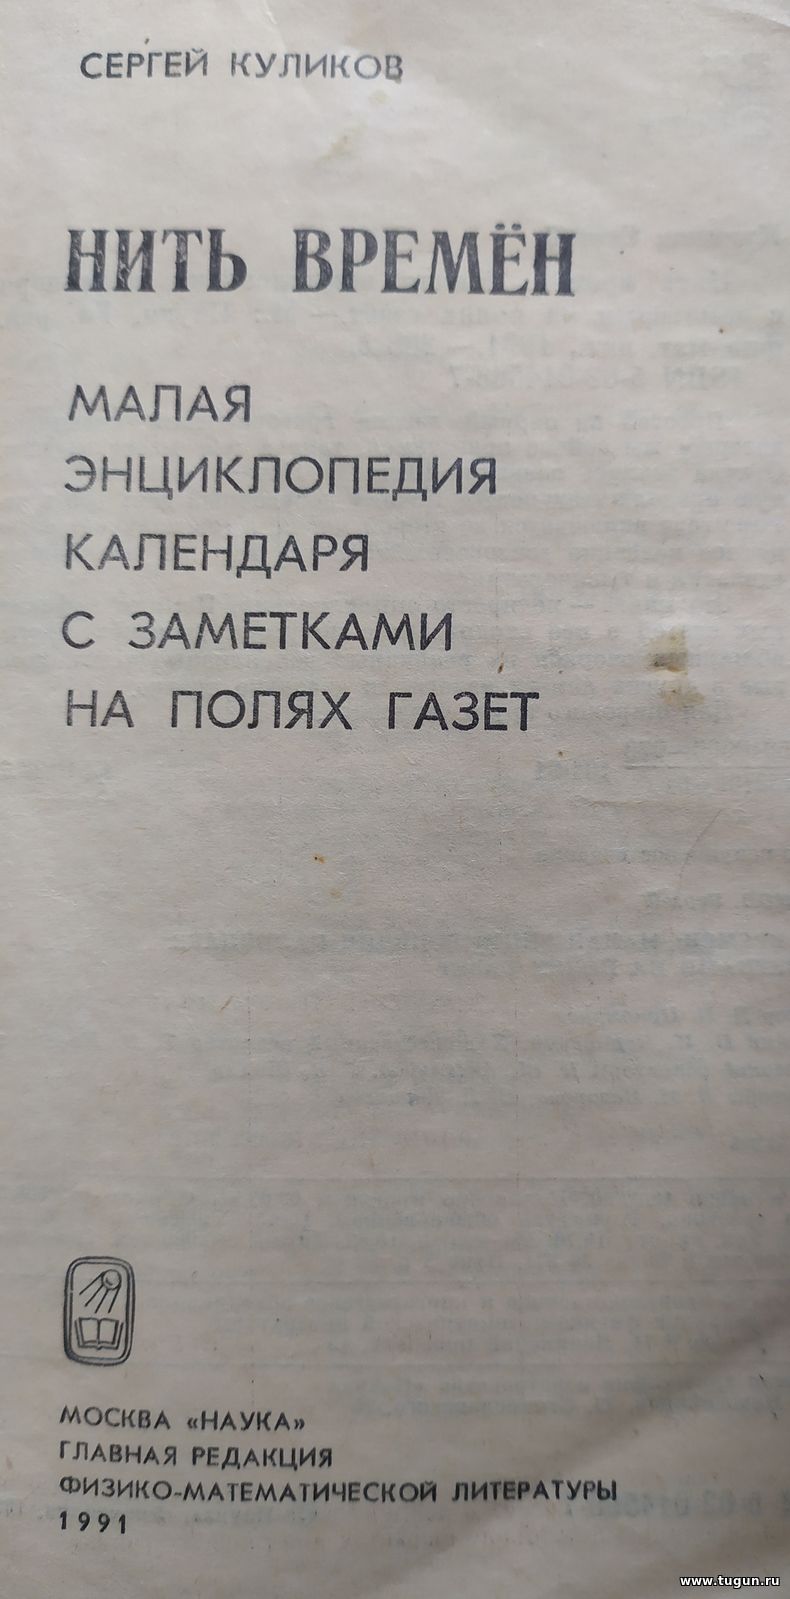 СЕРГЕЙ КУЛИКОВ
НИТЬ ВРЕМЁН
МАЛАЯ
ЭНЦИКЛОПЕДИЯ
КАЛЕНДАРЯ
С ЗАМЕТКАМИ
НА ПОЛЯХ ГАЗЕТ
МОСКВА «НАУКА»
ГЛАВНАЯ РЕДАКЦИЯ
ФИЗИКО-МАТЕМАТИЧЕСКОЙ ЛИТЕРАТУРЫ
1991
www.tugun.ru